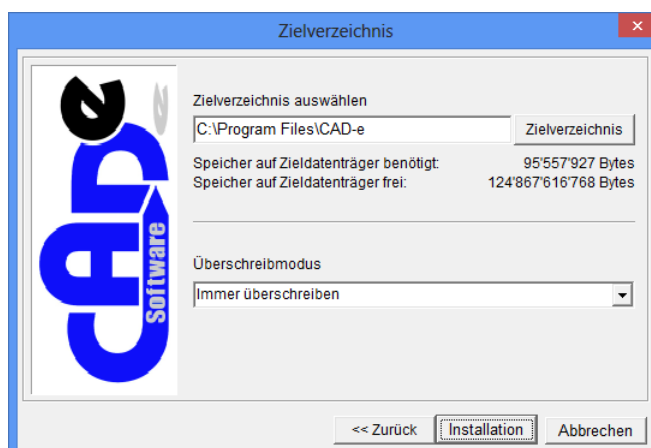 Zielverzeichnis
CADe
Software
Zielverzeichnis auswählen
C:\Program Files\CAD-e
Zielverzeichnis
Speicher auf Zieldatenträger benötigt: 95'557'927 Bytes
Speicher auf Zieldatenträger frei: 124'867'616'768 Bytes
Überschreibmodus
Immer überschreiben
<< Zurück Installation Abbrechen